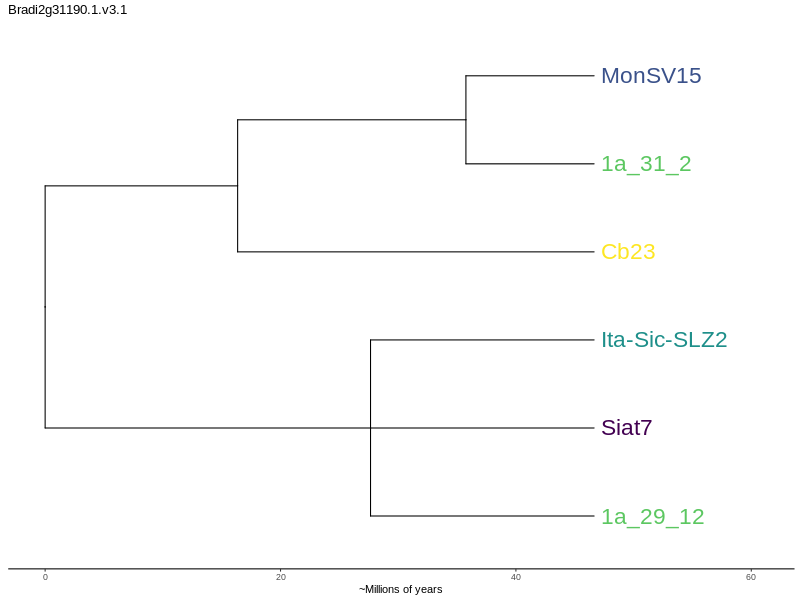 Bradi2g31190.1.v3.1
MonSV15
1a_31_2
Cb23
Ita-Sic-SLZ2
Siat7
1a_29_12
0 20 40 60
~Millions of years